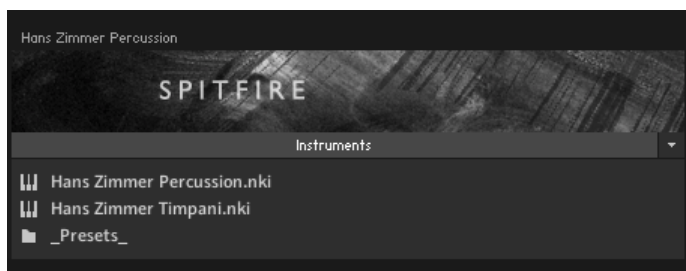 Hans Zimmer Percussion
SPITFIRE
Instruments
Hans Zimmer Percussion.nki
Hans Zimmer Timpani.nki
_Presets_